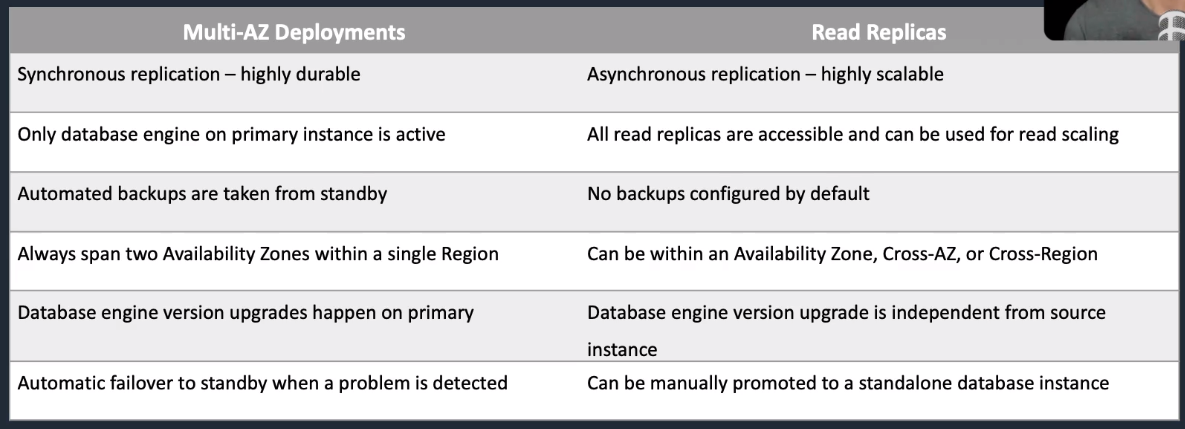 Multi-AZ Deployments Read Replicas
Synchronous replication – highly durable Asynchronous replication – highly scalable
Only database engine on primary instance is active All read replicas are accessible and can be used for read scaling
Automated backups are taken from standby No backups configured by default
Always span two Availability Zones within a single Region Can be within an Availability Zone, Cross-AZ, or Cross-Region
Database engine version upgrades happen on primary Database engine version upgrade is independent from source
instance
Automatic failover to standby when a problem is detected Can be manually promoted to a standalone database instance